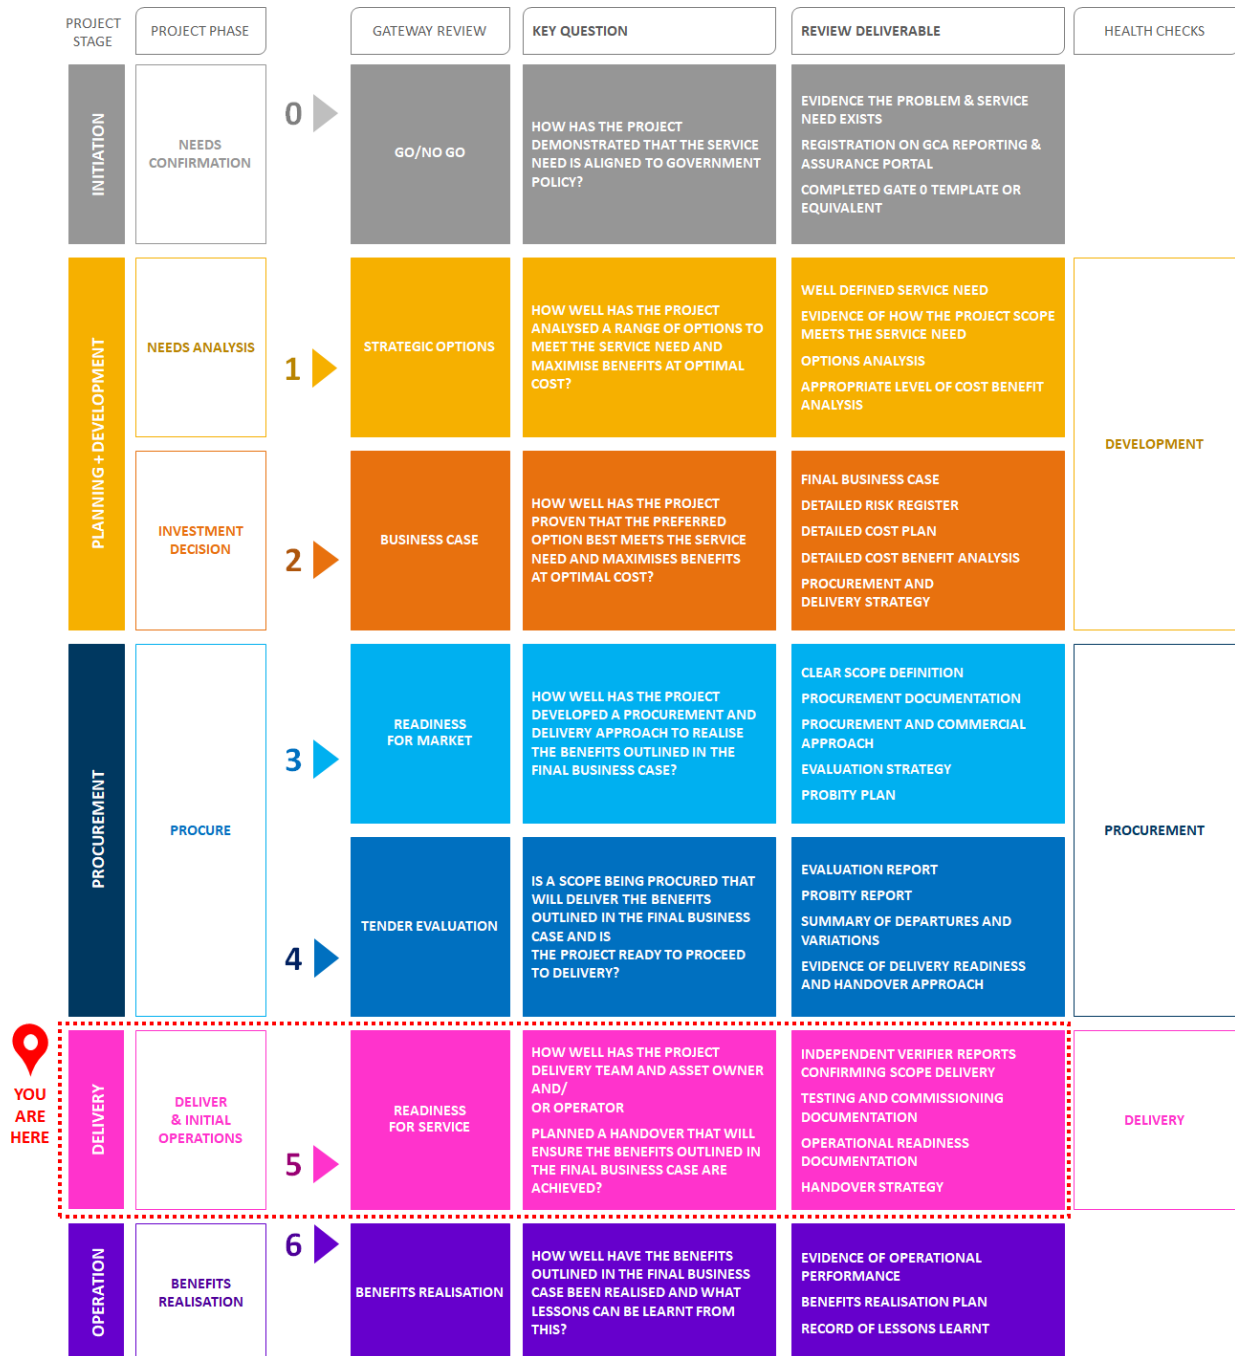 PROJECT
STAGE
PROJECT PHASE
GATEWAY REVIEW
KEY QUESTION
REVIEW DELIVERABLE
HEALTH CHECKS
INITIATION
NEEDS
CONFIRMATION
0
GO/NO GO
HOW HAS THE PROJECT
DEMONSTRATED THAT THE SERVICE
NEED IS ALIGNED TO GOVERNMENT
POLICY?
EVIDENCE THE PROBLEM & SERVICE
NEED EXISTS
REGISTRATION ON GCA REPORTING &
ASSURANCE PORTAL
COMPLETED GATE 0 TEMPLATE OR
EQUIVALENT
PLANNING + DEVELOPMENT
NEEDS ANALYSIS
1
STRATEGIC OPTIONS
HOW WELL HAS THE PROJECT
ANALYSED A RANGE OF OPTIONS TO
MEET THE SERVICE NEED AND
MAXIMISE BENEFITS AT OPTIMAL
COST?
WELL DEFINED SERVICE NEED
EVIDENCE OF HOW THE PROJECT SCOPE
MEETS THE SERVICE NEED
OPTIONS ANALYSIS
APPROPRIATE LEVEL OF COST BENEFIT
ANALYSIS
DEVELOPMENT
INVESTMENT
DECISION
2
BUSINESS CASE
HOW WELL HAS THE PROJECT
PROVEN THAT THE PREFERRED
OPTION BEST MEETS THE SERVICE
NEED AND MAXIMISES BENEFITS
AT OPTIMAL COST?
FINAL BUSINESS CASE
DETAILED RISK REGISTER
DETAILED COST PLAN
DETAILED COST BENEFIT ANALYSIS
PROCUREMENT AND
DELIVERY STRATEGY
PROCUREMENT
PROCURE
3
READINESS
FOR MARKET
HOW WELL HAS THE PROJECT
DEVELOPED A PROCUREMENT AND
DELIVERY APPROACH TO REALISE
THE BENEFITS OUTLINED IN THE
FINAL BUSINESS CASE?
CLEAR SCOPE DEFINITION
PROCUREMENT DOCUMENTATION
PROCUREMENT AND COMMERCIAL
APPROACH
EVALUATION STRATEGY
PROBITY PLAN
PROCUREMENT
4
TENDER EVALUATION
IS A SCOPE BEING PROCURED THAT
WILL DELIVER THE BENEFITS
OUTLINED IN THE FINAL BUSINESS
CASE AND IS
THE PROJECT READY TO PROCEED
TO DELIVERY?
EVALUATION REPORT
PROBITY REPORT
SUMMARY OF DEPARTURES AND
VARIATIONS
EVIDENCE OF DELIVERY READINESS
AND HANDOVER APPROACH
YOU
ARE
HERE
DELIVERY
DELIVER
& INITIAL
OPERATIONS
5
READINESS
FOR SERVICE
HOW WELL HAS THE PROJECT
DELIVERY TEAM AND ASSET OWNER
AND/
OR OPERATOR
PLANNED A HANDOVER THAT WILL
ENSURE THE BENEFITS OUTLINED IN
THE FINAL BUSINESS CASE ARE
ACHIEVED?
INDEPENDENT VERIFIER REPORTS
CONFIRMING SCOPE DELIVERY
TESTING AND COMMISSIONING
DOCUMENTATION
OPERATIONAL READINESS
DOCUMENTATION
HANDOVER STRATEGY
DELIVERY
OPERATION
BENEFITS
REALISATION
6
BENEFITS REALISATION
HOW WELL HAVE THE BENEFITS
OUTLINED IN THE FINAL BUSINESS
CASE BEEN REALISED AND WHAT
LESSONS CAN BE LEARNT FROM
THIS?
EVIDENCE OF OPERATIONAL
PERFORMANCE
BENEFITS REALISATION PLAN
RECORD OF LESSONS LEARNT